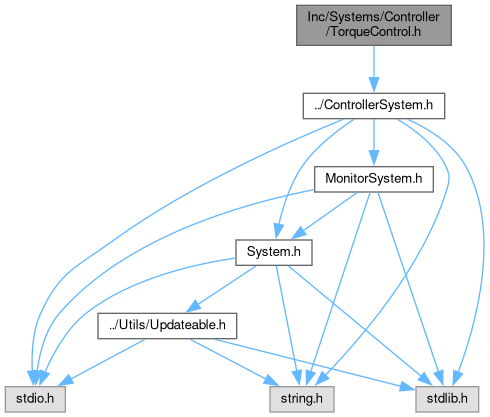 Inc/Systems/Controller
/TorqueControl.h
../ControllerSystem.h
MonitorSystem.h
System.h
../Utils/Updateable.h
stdio.h
string.h
stdlib.h